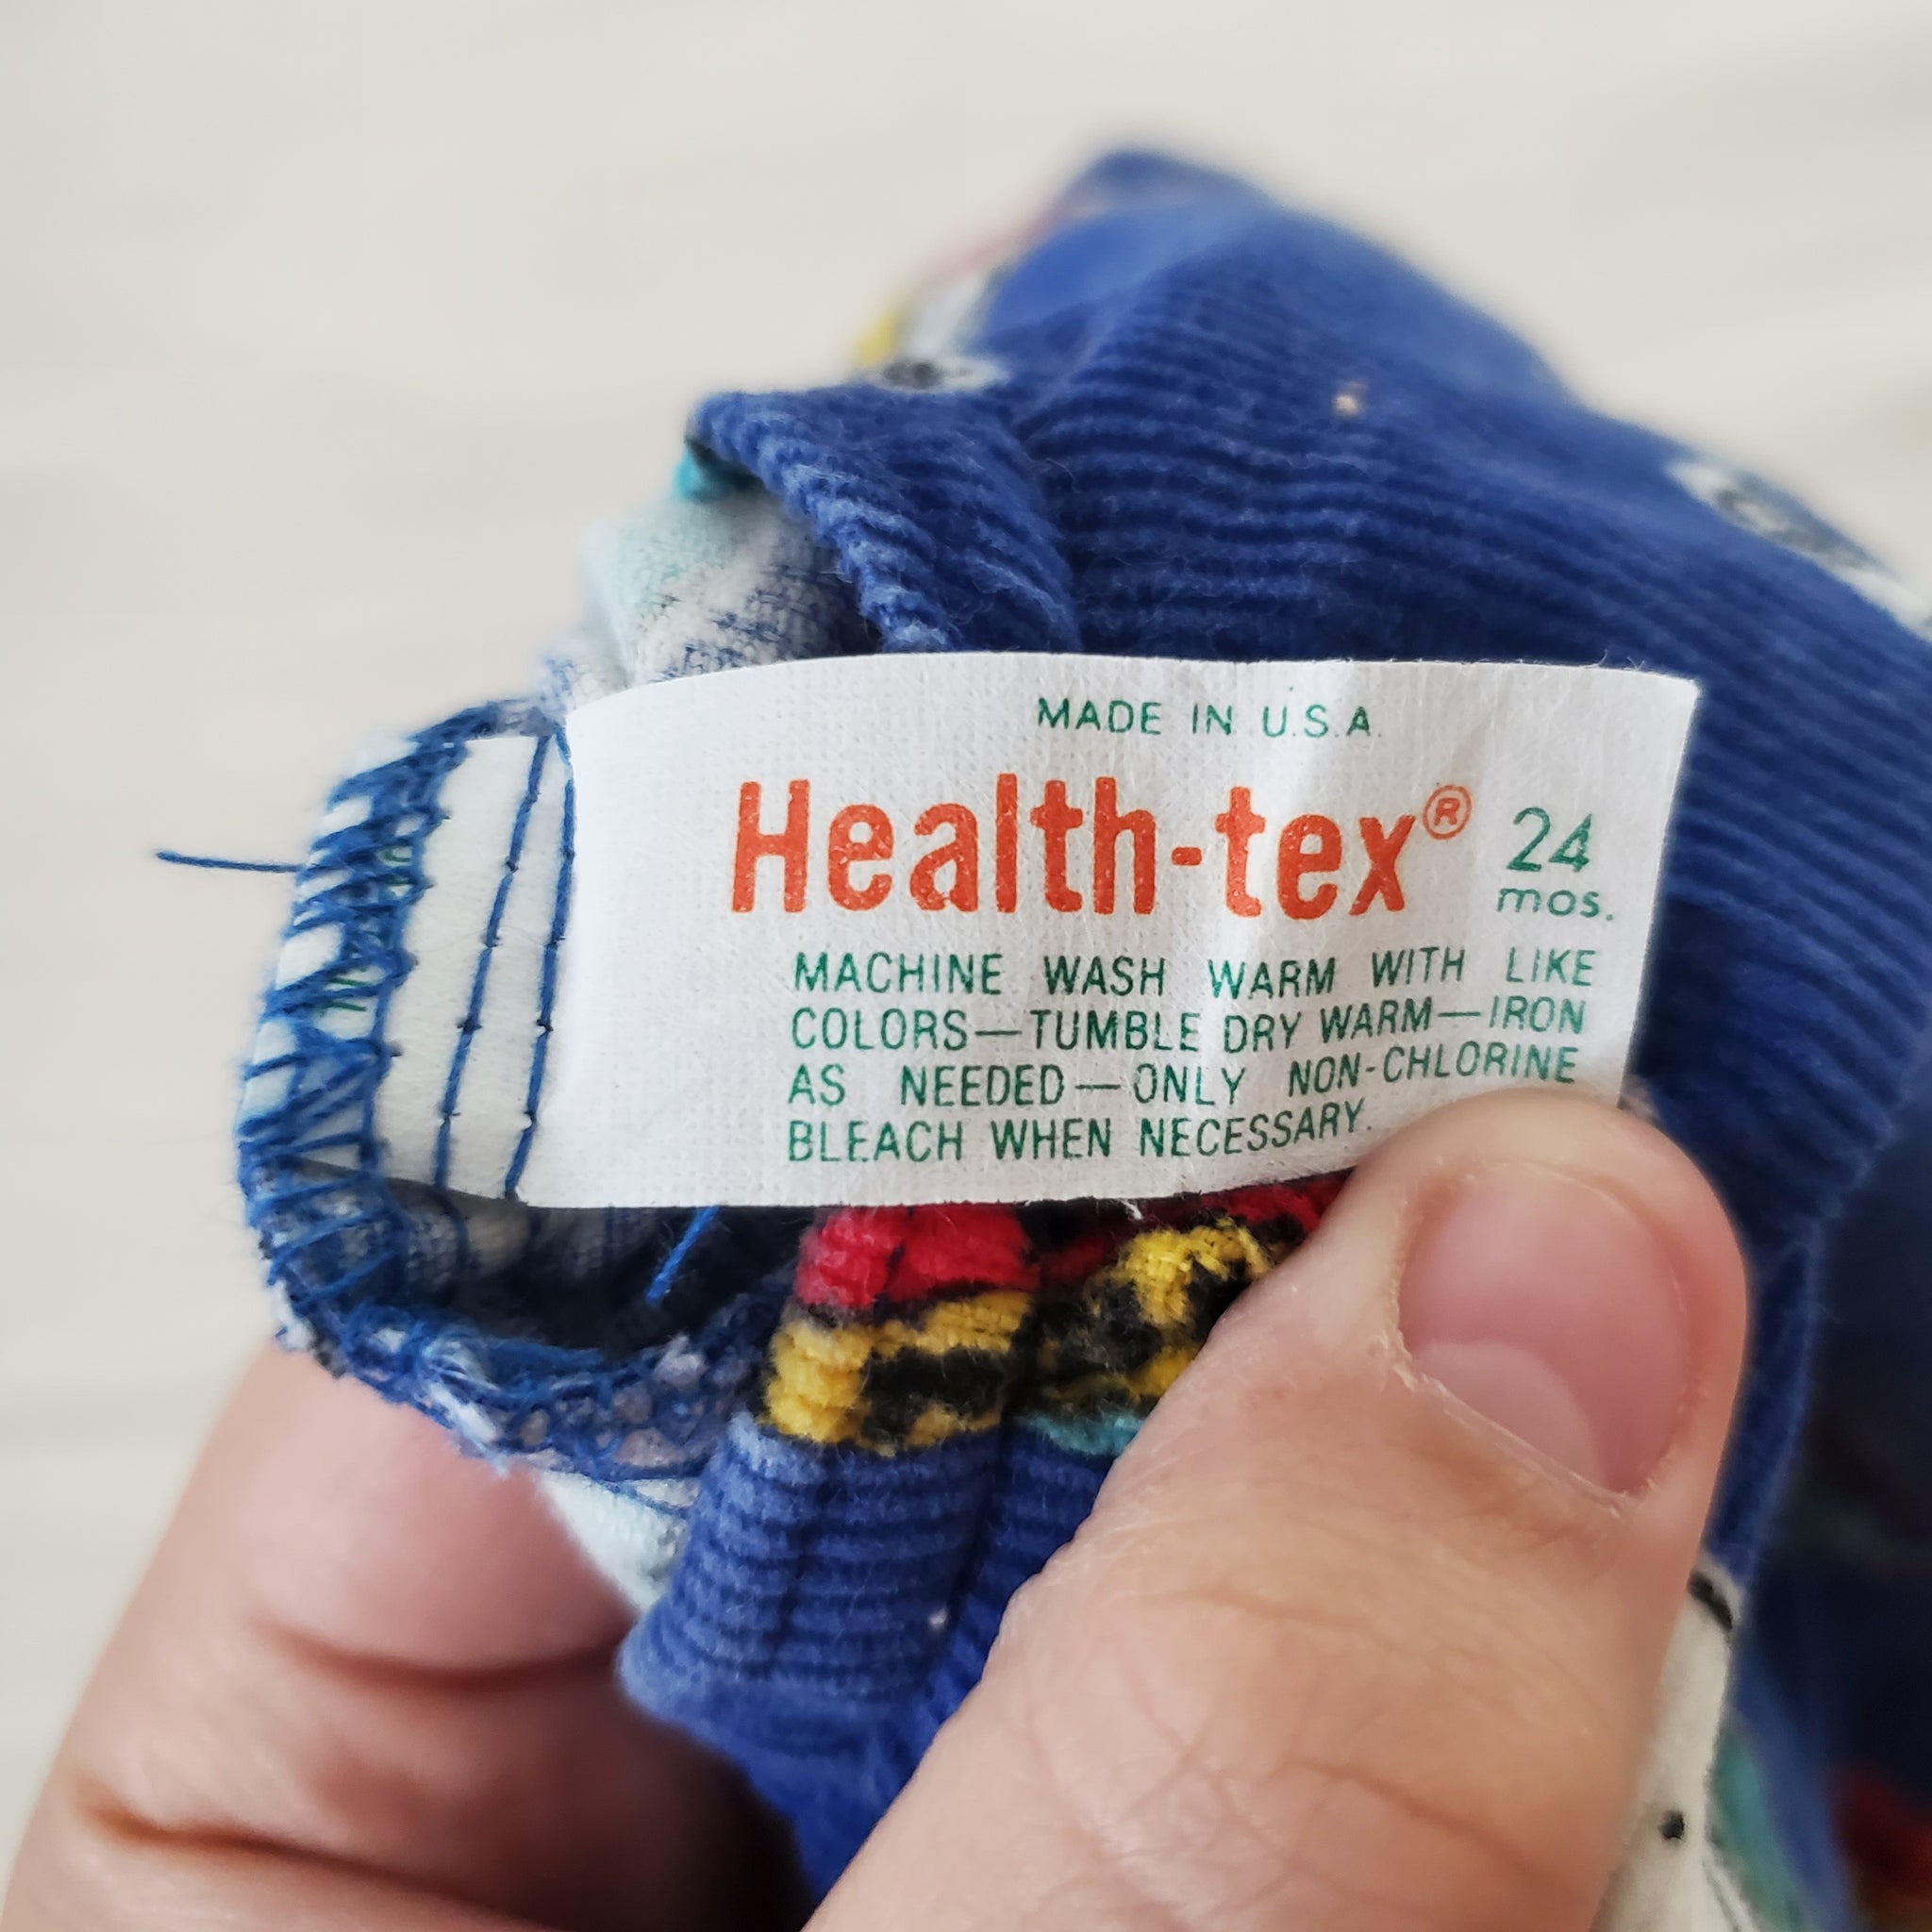 MADE IN U.S.A.
Health-tex® 24
mos.
MACHINE WASH WARM WITH LIKE
COLORS—TUMBLE DRY WARM—IRON
AS NEEDED—ONLY NON-CHLORINE
BLEACH WHEN NECESSARY.